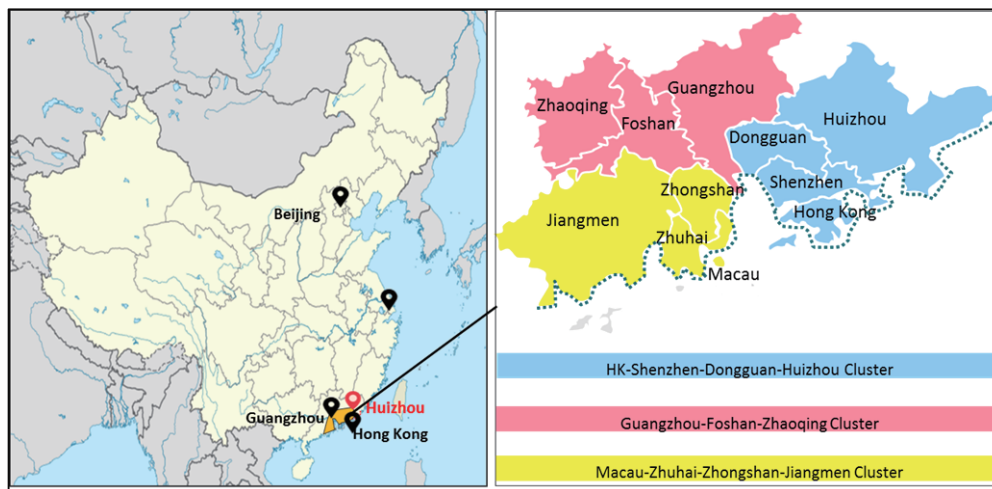 Beijing
Guangzhou
Huizhou
Hong Kong
Zhaoqing
Guangzhou
Foshan
Huizhou
Dongguan
Shenzhen
Zhongshan
Hong Kong
Jiangmen
Zhuhai
Macau
HK-Shenzhen-Dongguan-Huizhou Cluster
Guangzhou-Foshan-Zhaoqing Cluster
Macau-Zhuhai-Zhongshan-Jiangmen Cluster